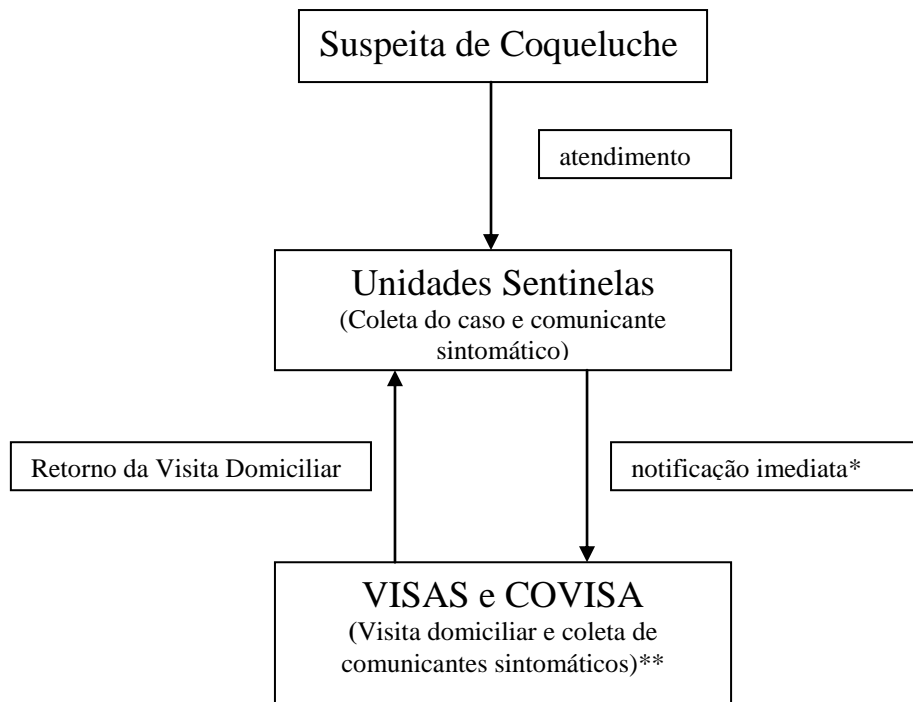 Suspeita de Coqueluche
atendimento
Unidades Sentinelas
(Coleta do caso e comunicante
sintomático)
Retorno da Visita Domiciliar
notificação imediata*
VISAS e COVISA
(Visita domiciliar e coleta de
comunicantes sintomáticos)**